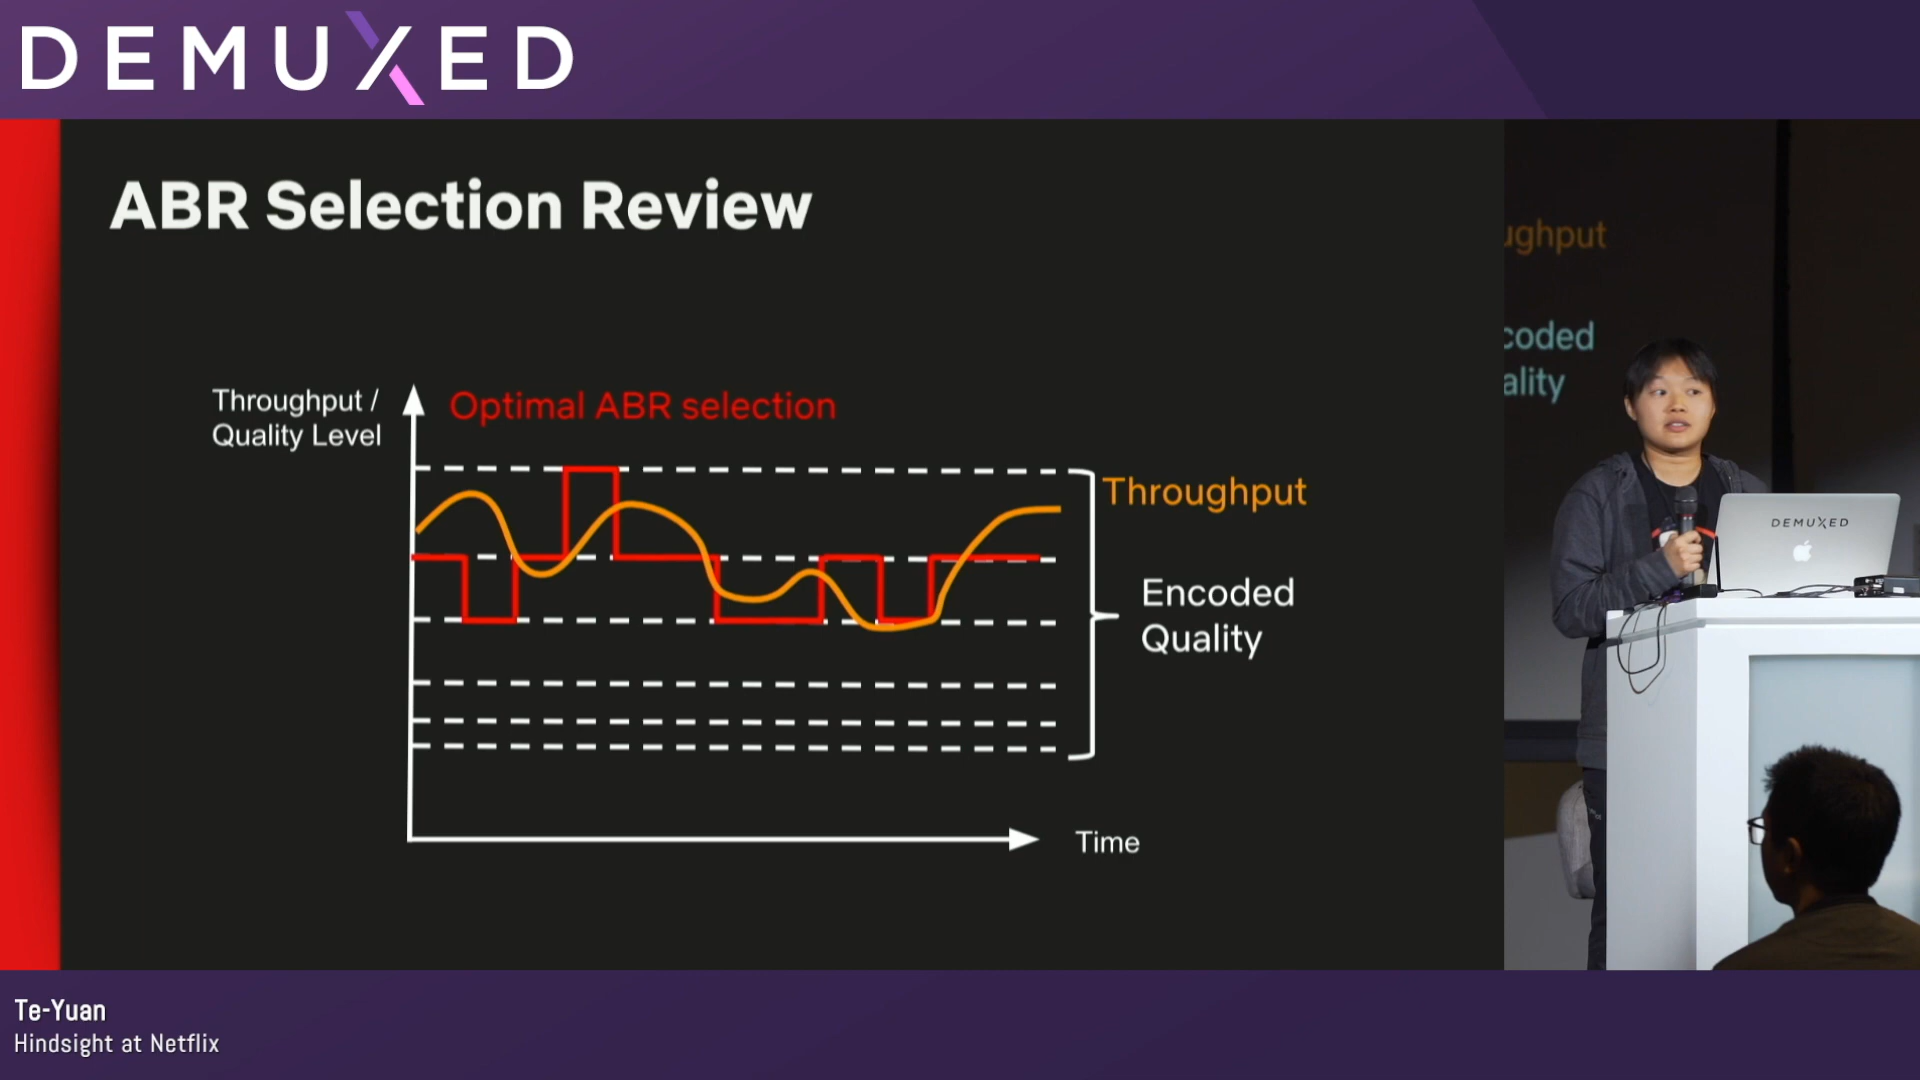 DEMUXED
ABR Selection Review
Throughput /
Quality Level
Optimal ABR selection
Throughput
Encoded
Quality
Time
ughput
coded
ality
DEMUXED
Te-Yuan
Hindsight at Netflix